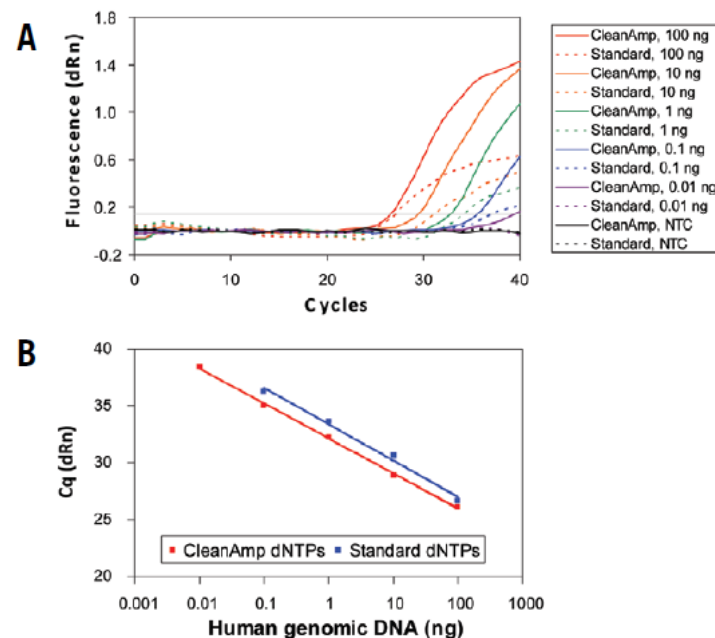 A
Fluorescence (dRn)
1.8
1.4
1.0
0.6
0.2
-0.2
0 10 20 30 40
Cycles
CleanAmp, 100 ng
Standard, 100 ng
CleanAmp, 10 ng
Standard, 10 ng
CleanAmp, 1 ng
Standard, 1 ng
CleanAmp, 0.1 ng
Standard, 0.1 ng
CleanAmp, 0.01 ng
Standard, 0.01 ng
CleanAmp, NTC
Standard, NTC
B
Cq (dRn)
40
35
30
25
20
CleanAmp dNTPs Standard dNTPs
0.001 0.01 0.1 1 10 100 1000
Human genomic DNA (ng)